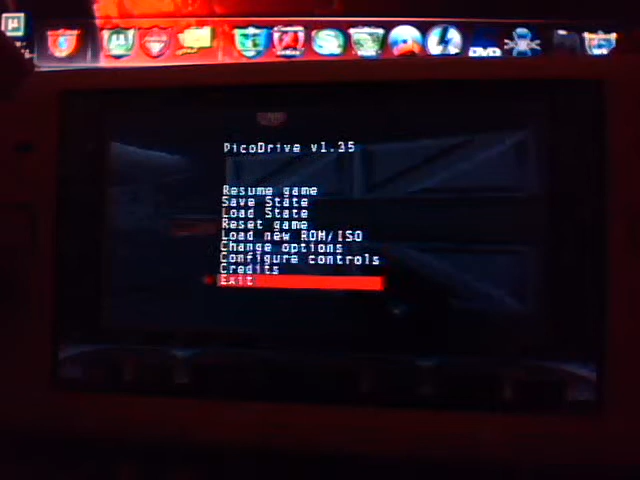 µ
DVD
PicoDrive v1.35
Resume game
Save State
Load State
Reset game
Load new ROM/ISO
Change options
Configure controls
Credits
Exit